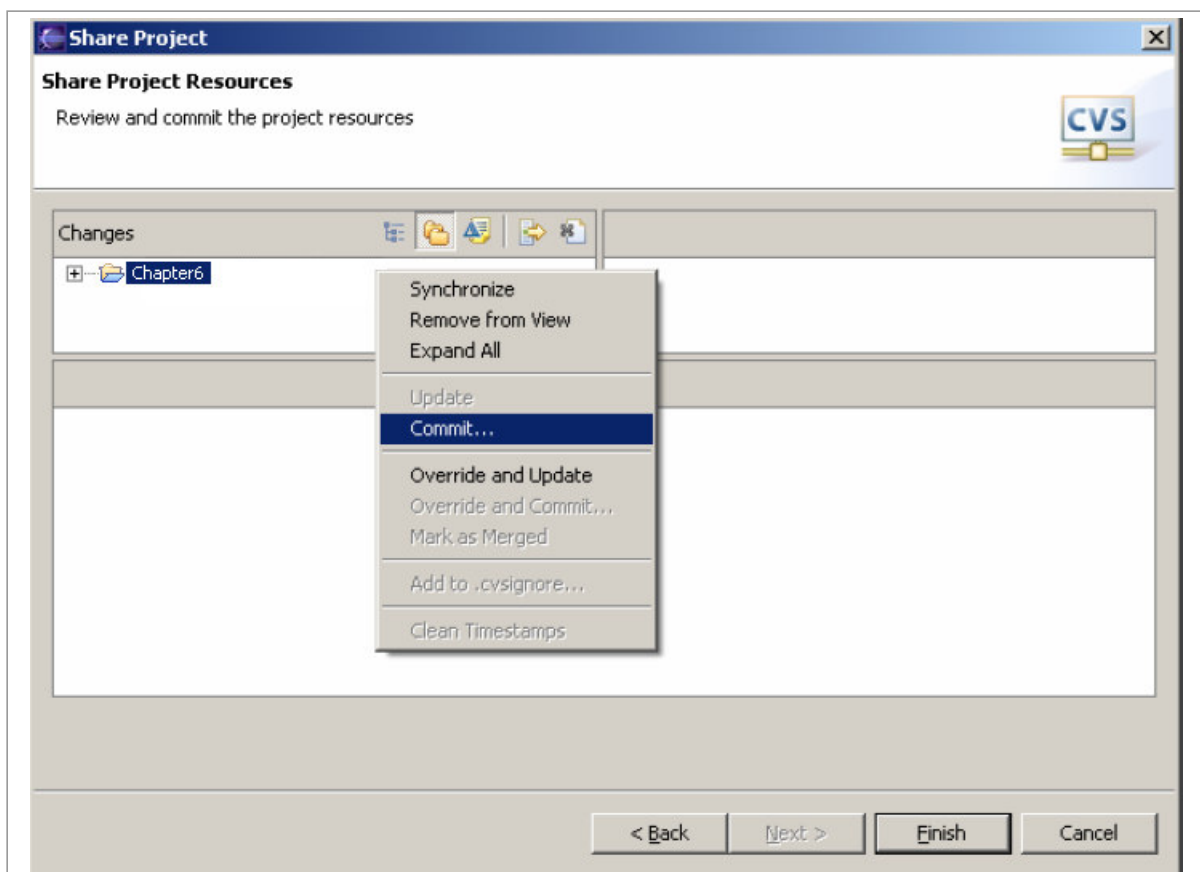 Share Project
Share Project Resources
Review and commit the project resources
CVS
Changes
Chapter6
Synchronize
Remove from View
Expand All
Update
Commit...
Override and Update
Override and Commit...
Mark as Merged
Add to .cvsignore...
Clean Timestamps
< Back
Next >
Finish
Cancel